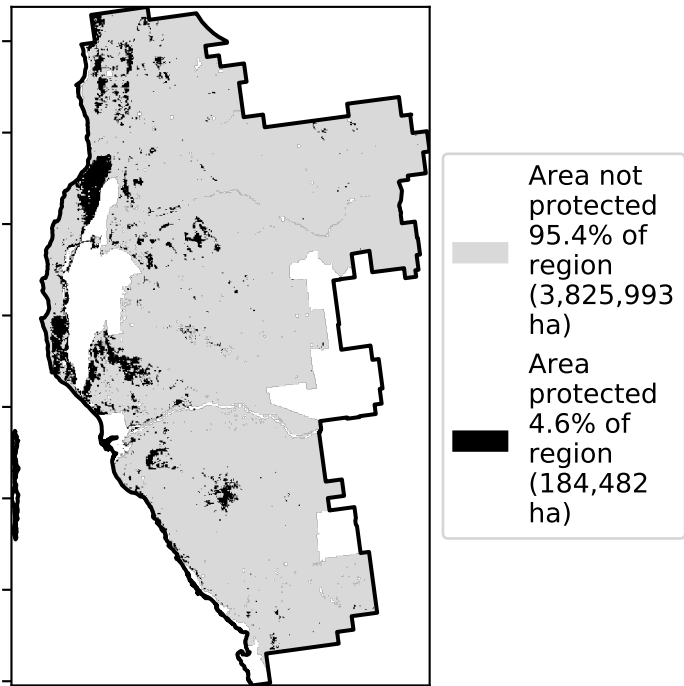 Area not
protected
95.4% of
region
(3,825,993
ha)
Area
protected
4.6% of
region
(184,482
ha)